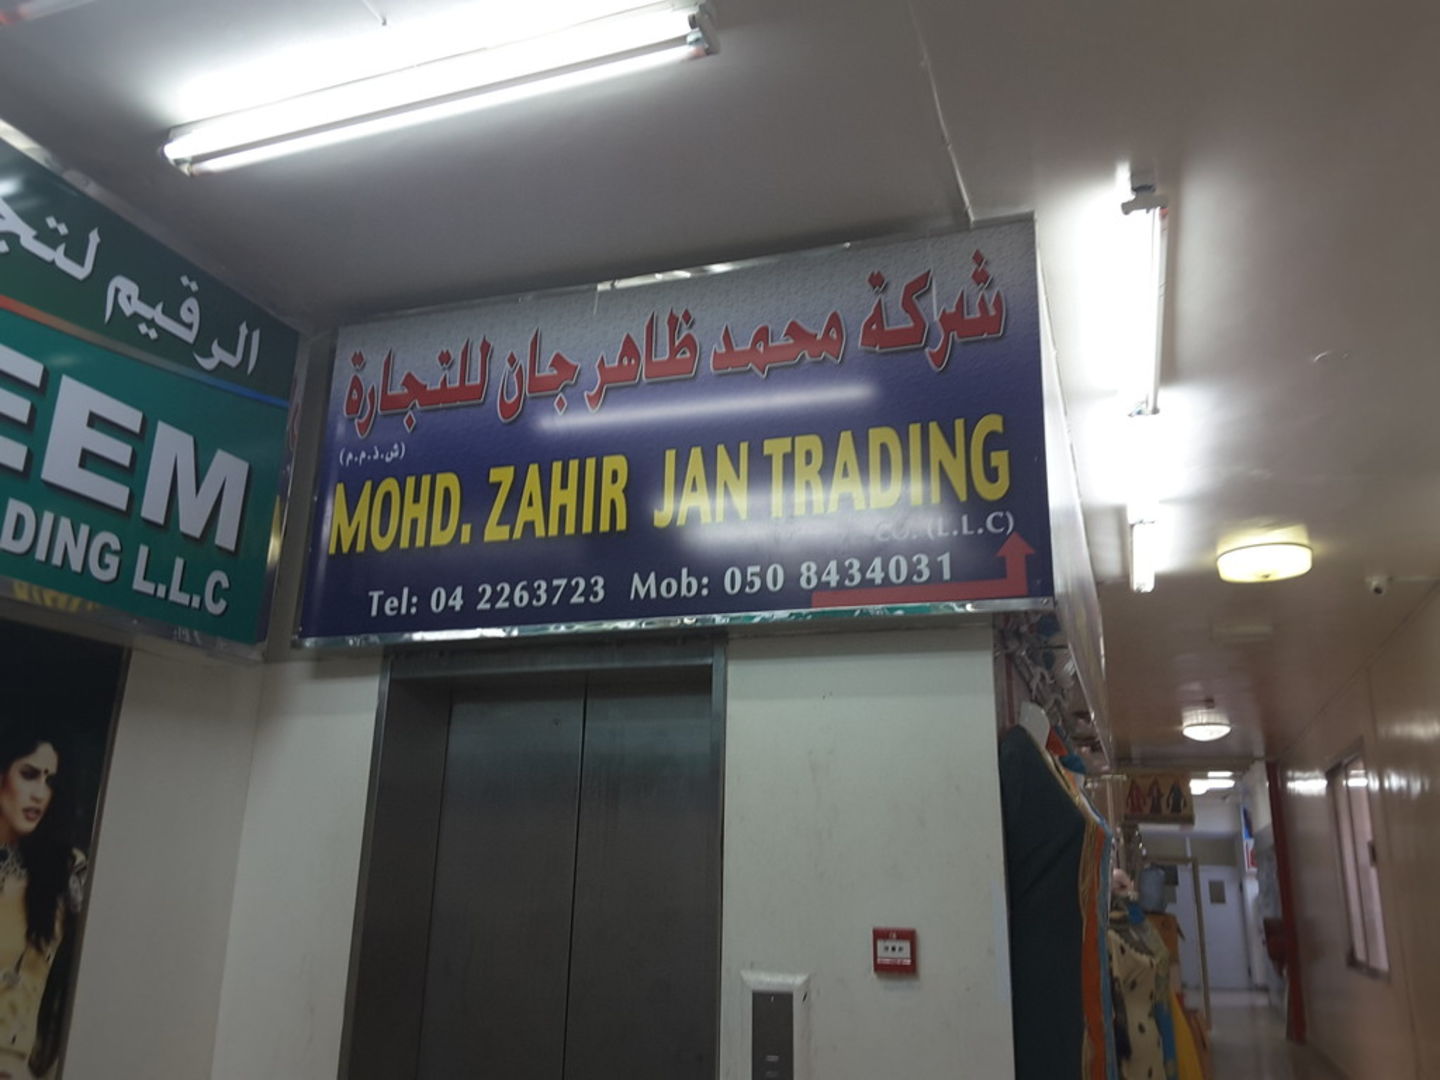 الرقيم لتج
EEM
DING L.L.C
شركة محمد ظاهر جان للتجارة
(ش.ذ.م.م)
MOHD. ZAHIR JAN TRADING
CO. (L.L.C)
Tel: 04 2263723 Mob: 050 8434031